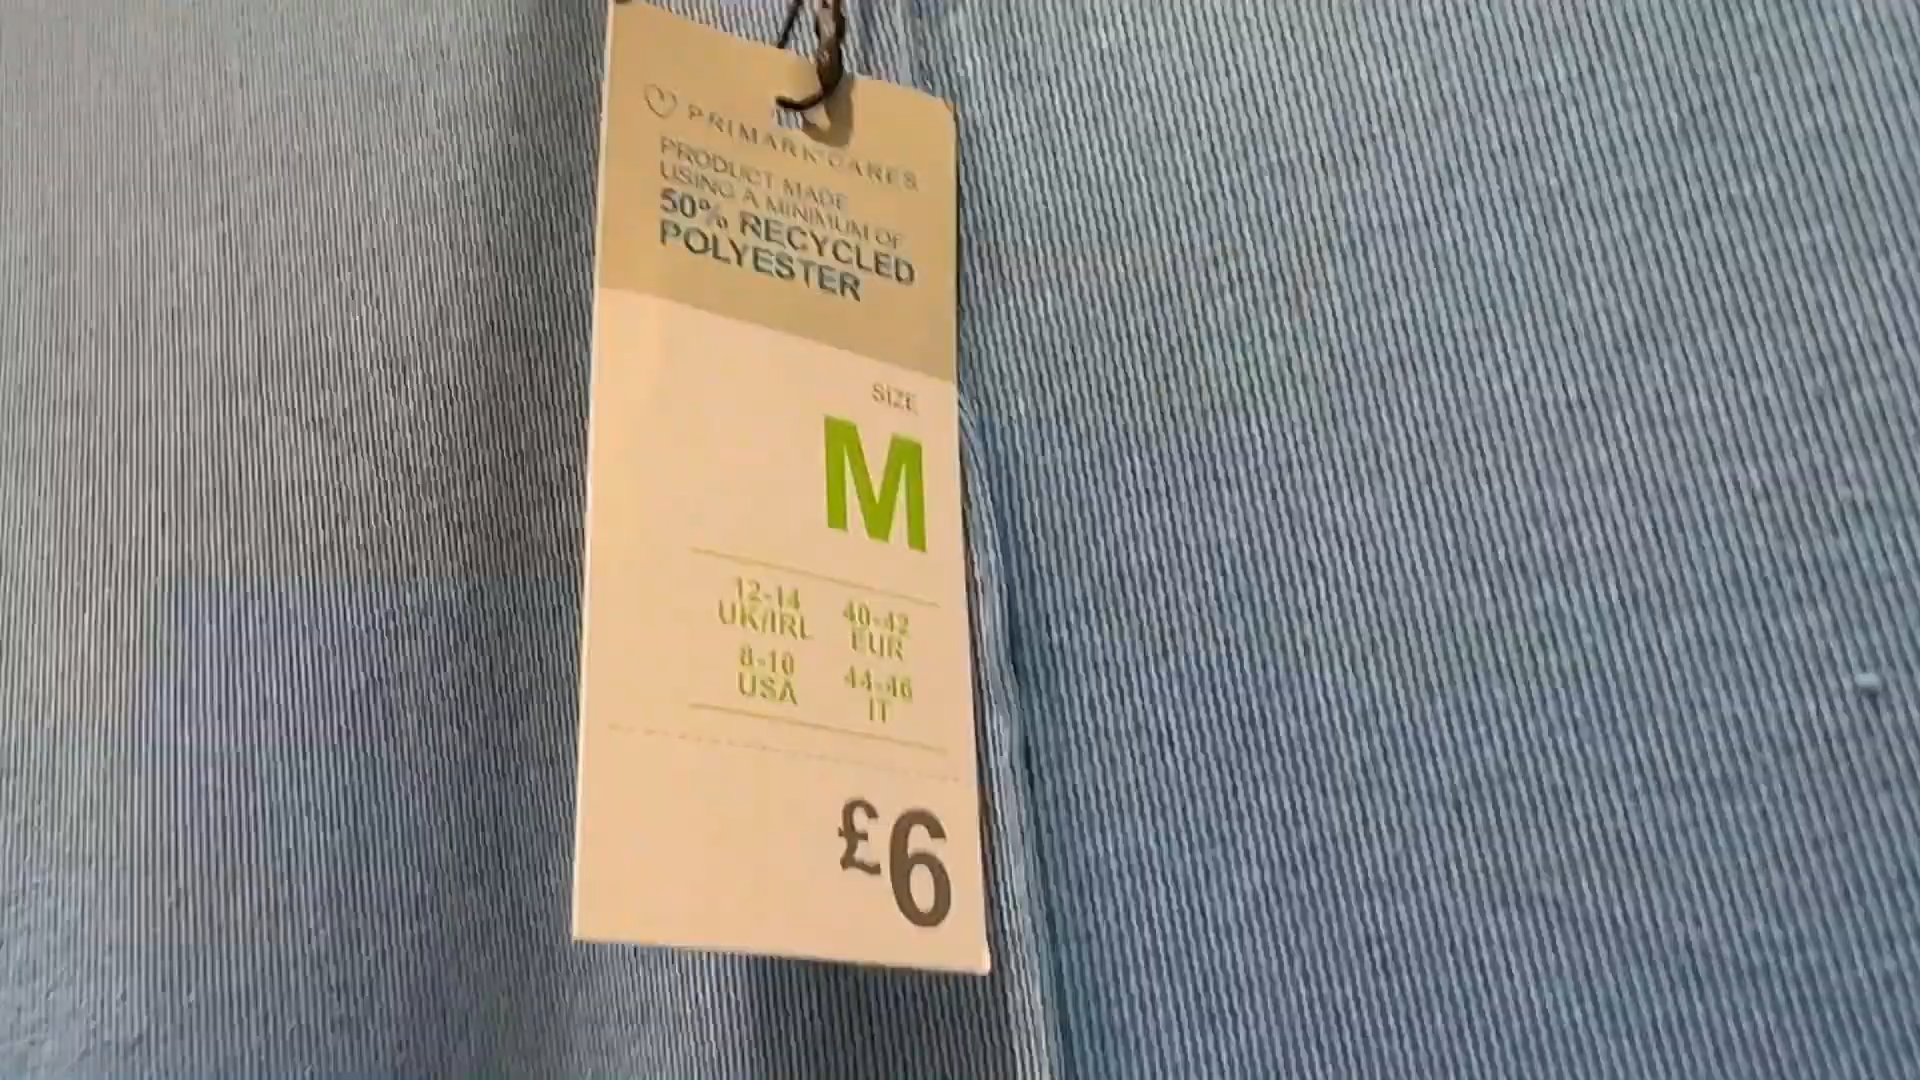 PRIMARK CARES
PRODUCT MADE
USING A MINIMUM OF
50% RECYCLED
POLYESTER
SIZE
M
12-14
UK/IRL
40-42
EUR
8-10
USA
44-46
IT
£6